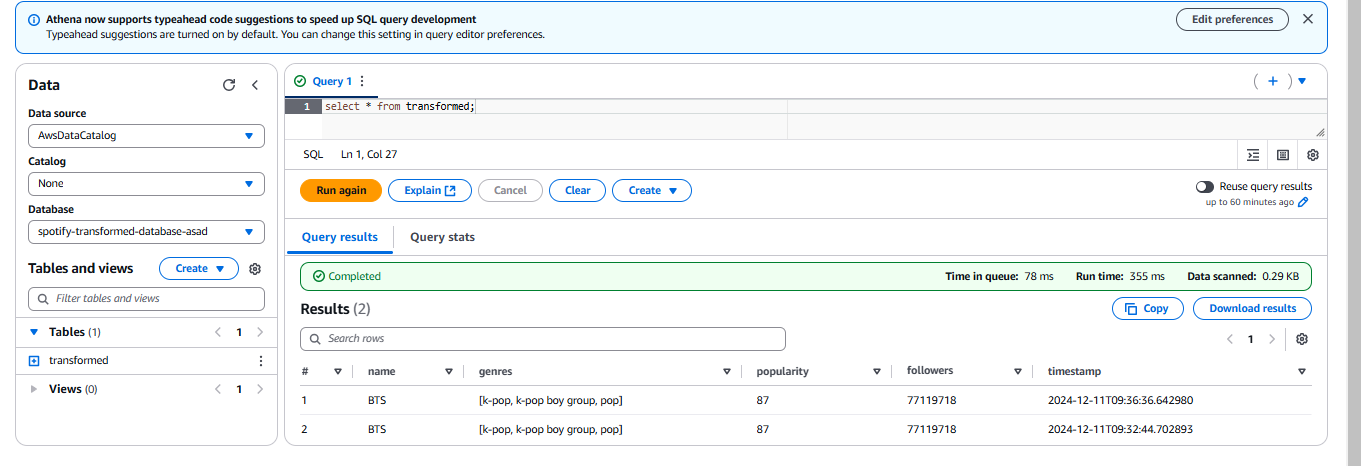 Athena now supports typeahead code suggestions to speed up SQL query development
Typeahead suggestions are turned on by default. You can change this setting in query editor preferences.
Edit preferences
Data
Data source
AwsDataCatalog
Catalog
None
Database
spotify-transformed-database-asad
Tables and views
Create
Filter tables and views
Tables (1)
1
transformed
Views (0)
1
Query 1
1 select * from transformed;
SQL Ln 1, Col 27
Run again Explain Cancel Clear Create
Reuse query results
up to 60 minutes ago
Query results Query stats
Completed Time in queue: 78 ms Run time: 355 ms Data scanned: 0.29 KB
Results (2) Copy Download results
Search rows
1
# name genres popularity followers timestamp
1 BTS [k-pop, k-pop boy group, pop] 87 77119718 2024-12-11T09:36:36.642980
2 BTS [k-pop, k-pop boy group, pop] 87 77119718 2024-12-11T09:32:44.702893